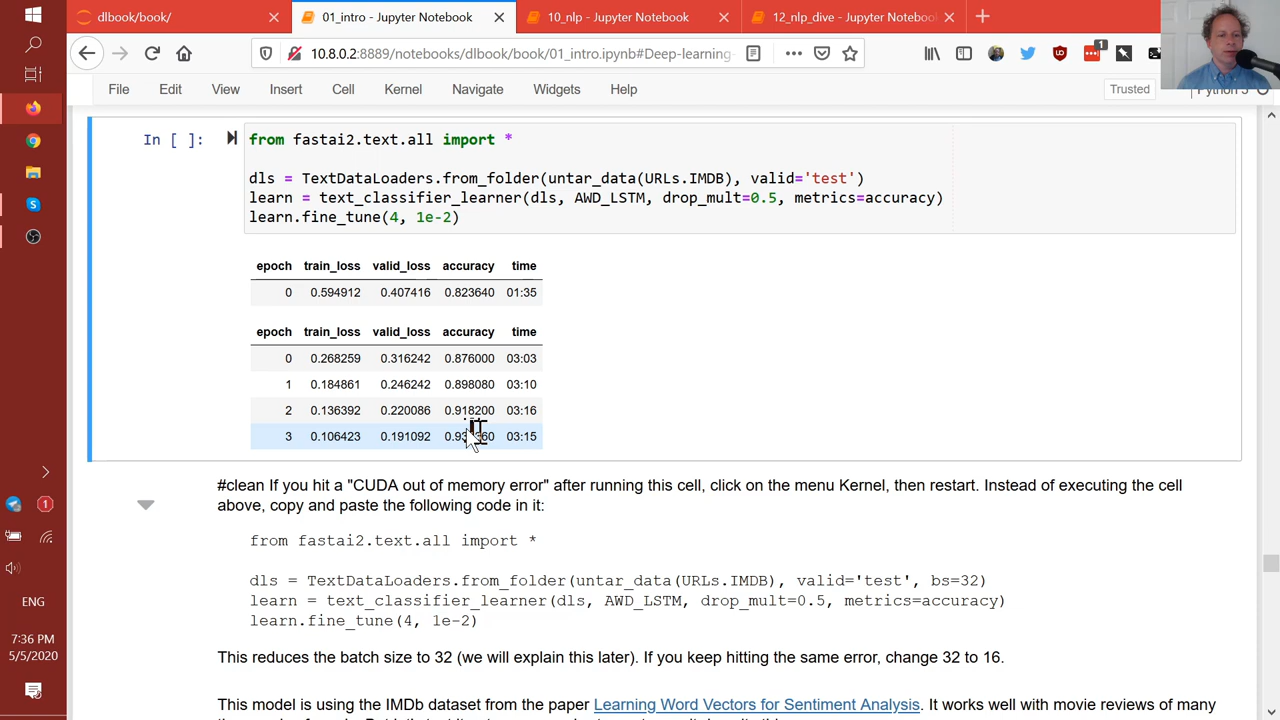 dlbook/book/
01_intro - Jupyter Notebook
10_nlp - Jupyter Notebook
12_nlp_dive - Jupyter Notebook
10.8.0.2:8889/notebooks/dlbook/book/01_intro.ipynb#Deep-learning-
1
File Edit View Insert Cell Kernel Navigate Widgets Help
Trusted
In [ ]:
from fastai2.text.all import *
dls = TextDataLoaders.from_folder(untar_data(URLs.IMDB), valid='test')
learn = text_classifier_learner(dls, AWD_LSTM, drop_mult=0.5, metrics=accuracy)
learn.fine_tune(4, 1e-2)
epoch train_loss valid_loss accuracy time
0 0.594912 0.407416 0.823640 01:35
epoch train_loss valid_loss accuracy time
0 0.268259 0.316242 0.876000 03:03
1 0.184861 0.246242 0.898080 03:10
2 0.136392 0.220086 0.918200 03:16
3 0.106423 0.191092 03:15
#clean If you hit a "CUDA out of memory error" after running this cell, click on the menu Kernel, then restart. Instead of executing the cell
above, copy and paste the following code in it:
from fastai2.text.all import *
dls = TextDataLoaders.from_folder(untar_data(URLs.IMDB), valid='test', bs=32)
learn = text_classifier_learner(dls, AWD_LSTM, drop_mult=0.5, metrics=accuracy)
learn.fine_tune(4, 1e-2)
This reduces the batch size to 32 (we will explain this later). If you keep hitting the same error, change 32 to 16.
This model is using the IMDb dataset from the paper Learning Word Vectors for Sentiment Analysis. It works well with movie reviews of many
1
ENG
7:36 PM
5/5/2020